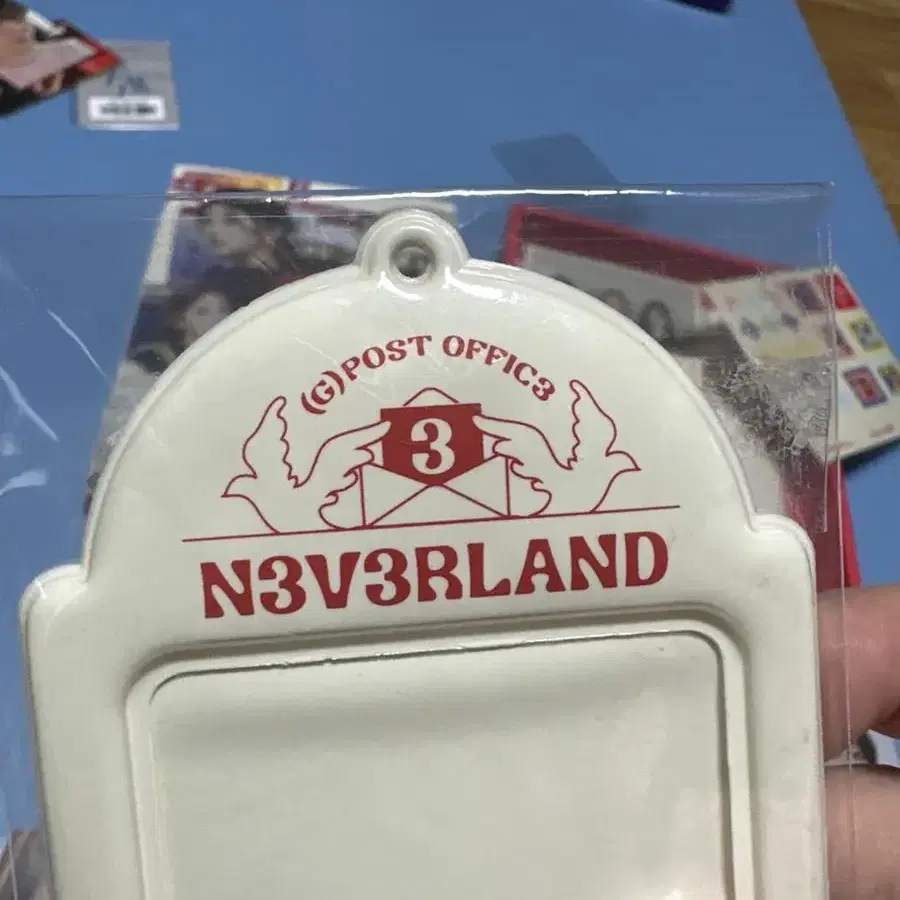 (G)POST OFFIC3
3
N3V3RLAND